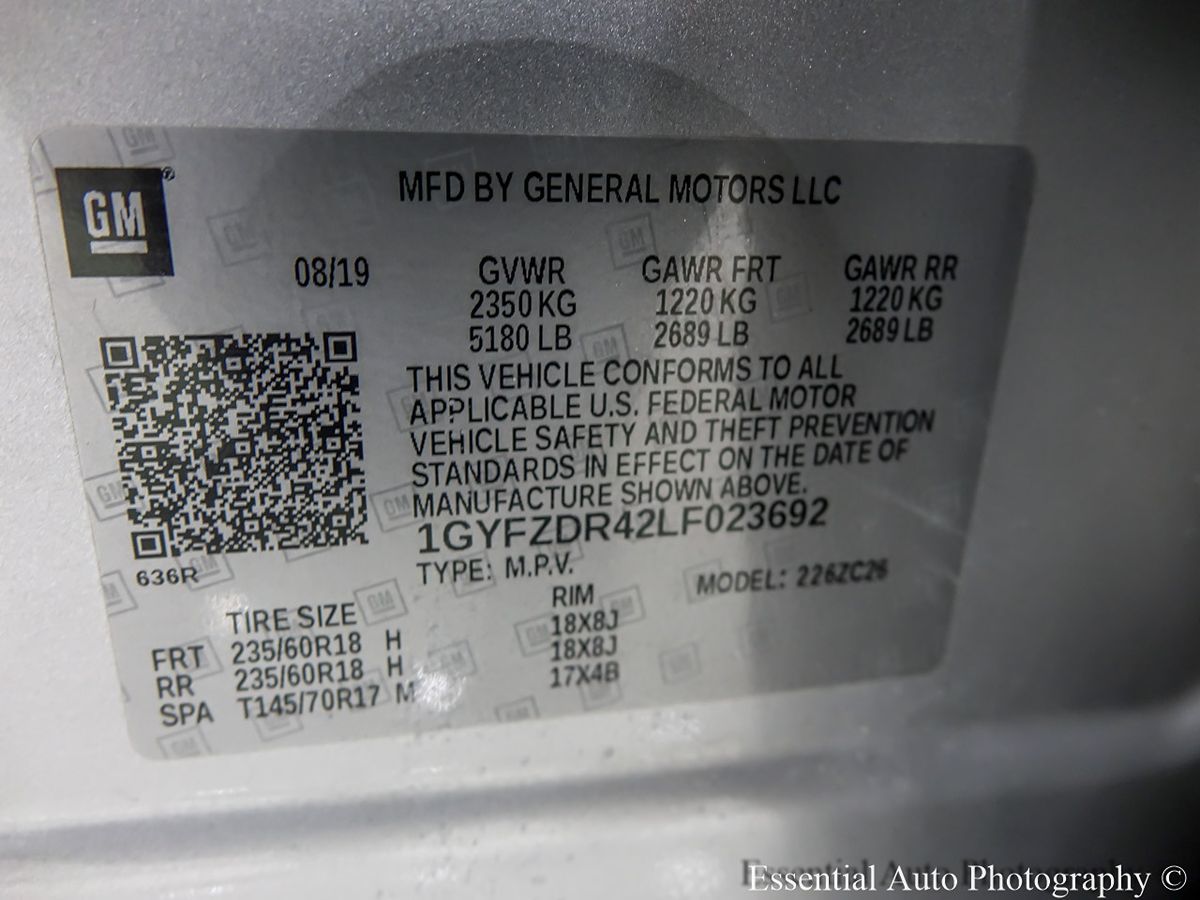 GM
MFD BY GENERAL MOTORS LLC
08/19 GVWR GAWR FRT GAWR RR
2350 KG 1220 KG 1220 KG
5180 LB 2689 LB 2689 LB
THIS VEHICLE CONFORMS TO ALL
APPLICABLE U.S. FEDERAL MOTOR
VEHICLE SAFETY AND THEFT PREVENTION
STANDARDS IN EFFECT ON THE DATE OF
MANUFACTURE SHOWN ABOVE.
1GYFZDR42LF023692
636R
TYPE: M.P.V. MODEL: 226ZC26
TIRE SIZE RIM
FRT 235/60R18 H 18X8J
RR 235/60R18 H 18X8J
SPA T145/70R17 M 17X4B
Essential Auto Photography ©